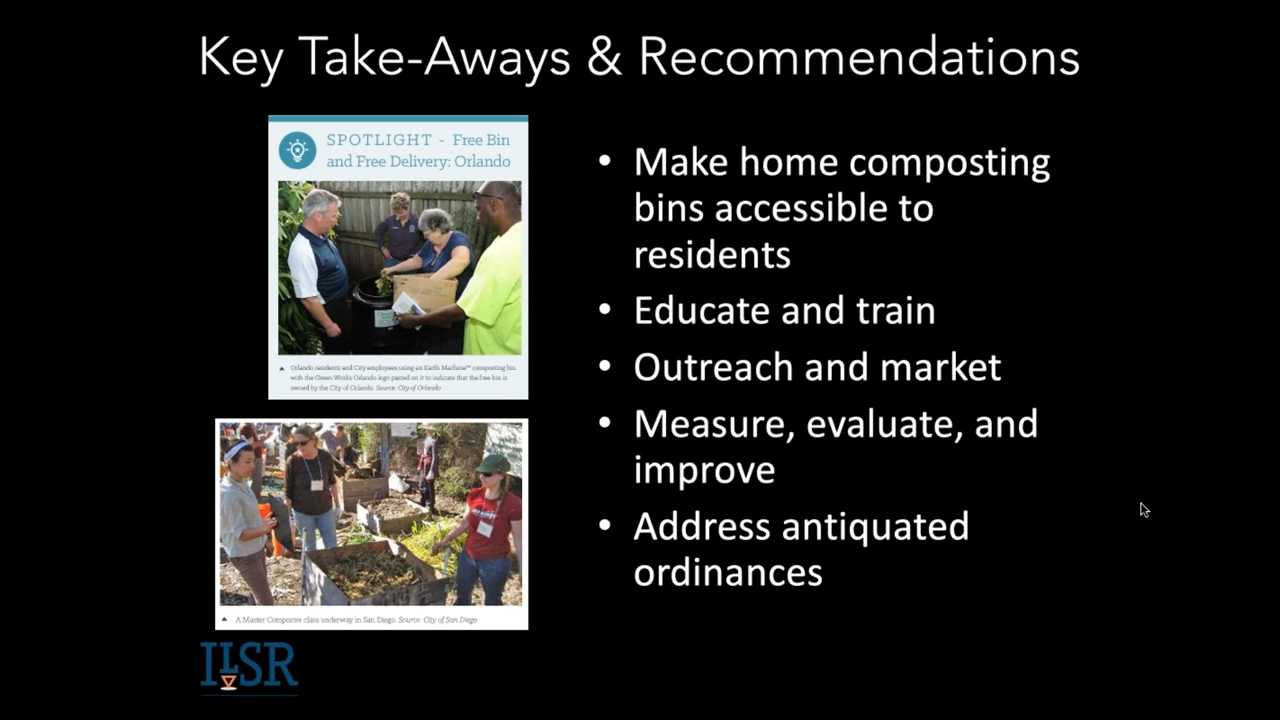 Key Take-Aways & Recommendations
SPOTLIGHT - Free Bin
and Free Delivery: Orlando
Orlando residents and City employees using an Earth Machine™ composting bin
with the Green Works Orlando logo pasted on it to indicate that the free bin is
owned by the City of Orlando. Source: City of Orlando
A Master Composter class underway in San Diego. Source: City of San Diego
ILSR
• Make home composting
bins accessible to
residents
• Educate and train
• Outreach and market
• Measure, evaluate, and
improve
• Address antiquated
ordinances